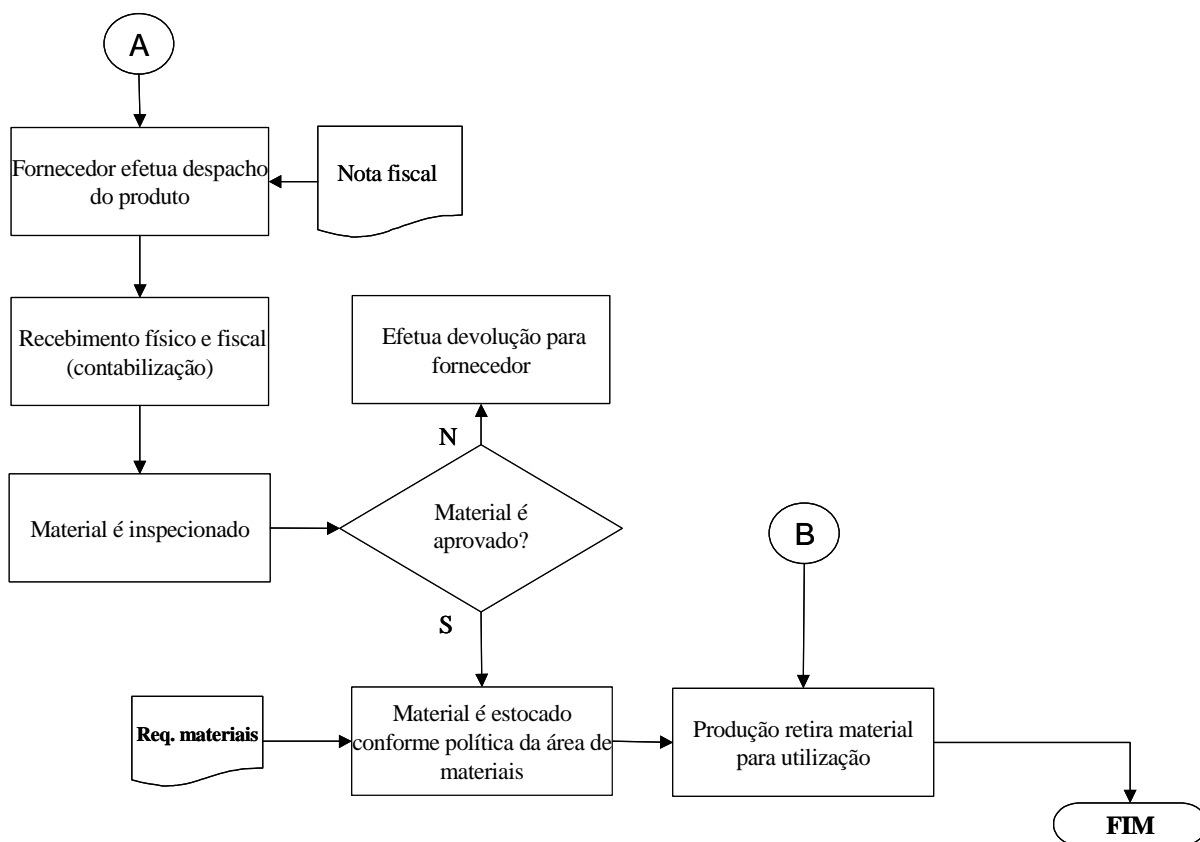 A
Fornecedor efetua despacho
do produto
Nota fiscal
Recebimento físico e fiscal
(contabilização)
Efetua devolução para
fornecedor
N
Material é inspecionado
Material é
aprovado?
B
S
Req. materiais
Material é estocado
conforme política da área de
materiais
Produção retira material
para utilização
FIM